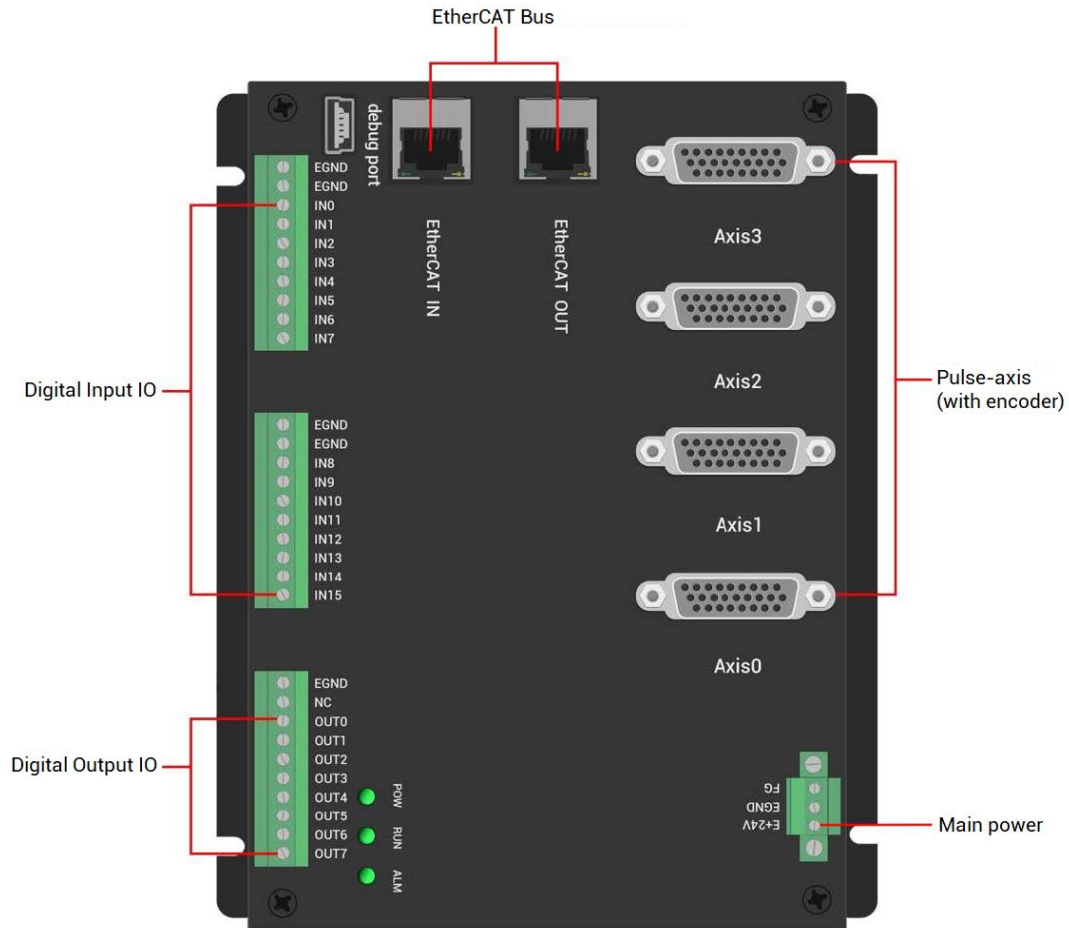 EtherCAT Bus
debug port
EtherCAT IN
EtherCAT OUT
EGND
EGND
IN0
IN1
IN2
IN3
IN4
IN5
IN6
IN7
Axis3
Digital Input IO
Axis2
Pulse-axis
(with encoder)
EGND
EGND
IN8
IN9
IN10
IN11
IN12
IN13
IN14
IN15
Axis1
Axis0
Digital Output IO
EGND
NC
OUT0
OUT1
OUT2
OUT3
OUT4
OUT5
OUT6
OUT7
POW
RUN
ALM
FG
EGND
E+24V
Main power